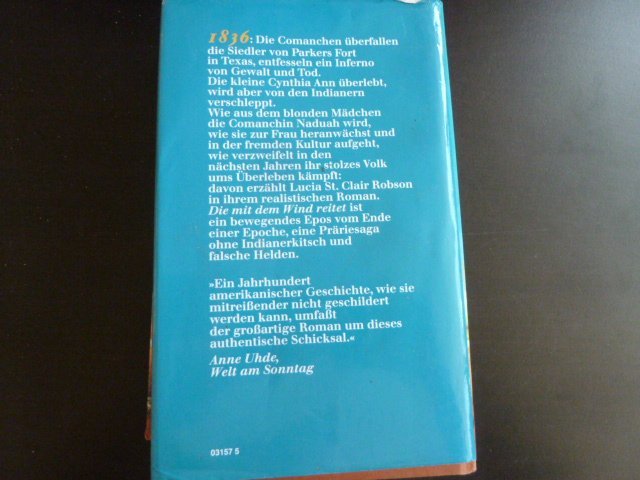 1836: Die Comanchen überfallen
die Siedler von Parkers Fort
in Texas, entfesseln ein Inferno
von Gewalt und Tod.
Die kleine Cynthia Ann überlebt,
wird aber von den Indianern
verschleppt.
Wie aus dem blonden Mädchen
die Comanchin Naduah wird,
wie sie zur Frau heranwächst und
in der fremden Kultur aufgeht,
wie verzweifelt in den
nächsten Jahren ihr stolzes Volk
ums Überleben kämpft:
davon erzählt Lucia St. Clair Robson
in ihrem realistischen Roman.
Die mit dem Wind reitet ist
ein bewegendes Epos vom Ende
einer Epoche, eine Präriesaga
ohne Indianerkitsch und
falsche Helden.
»Ein Jahrhundert
amerikanischer Geschichte, wie sie
mitreißender nicht geschildert
werden kann, umfaßt
der großartige Roman um dieses
authentische Schicksal.«
Anne Uhde,
Welt am Sonntag
03157 5